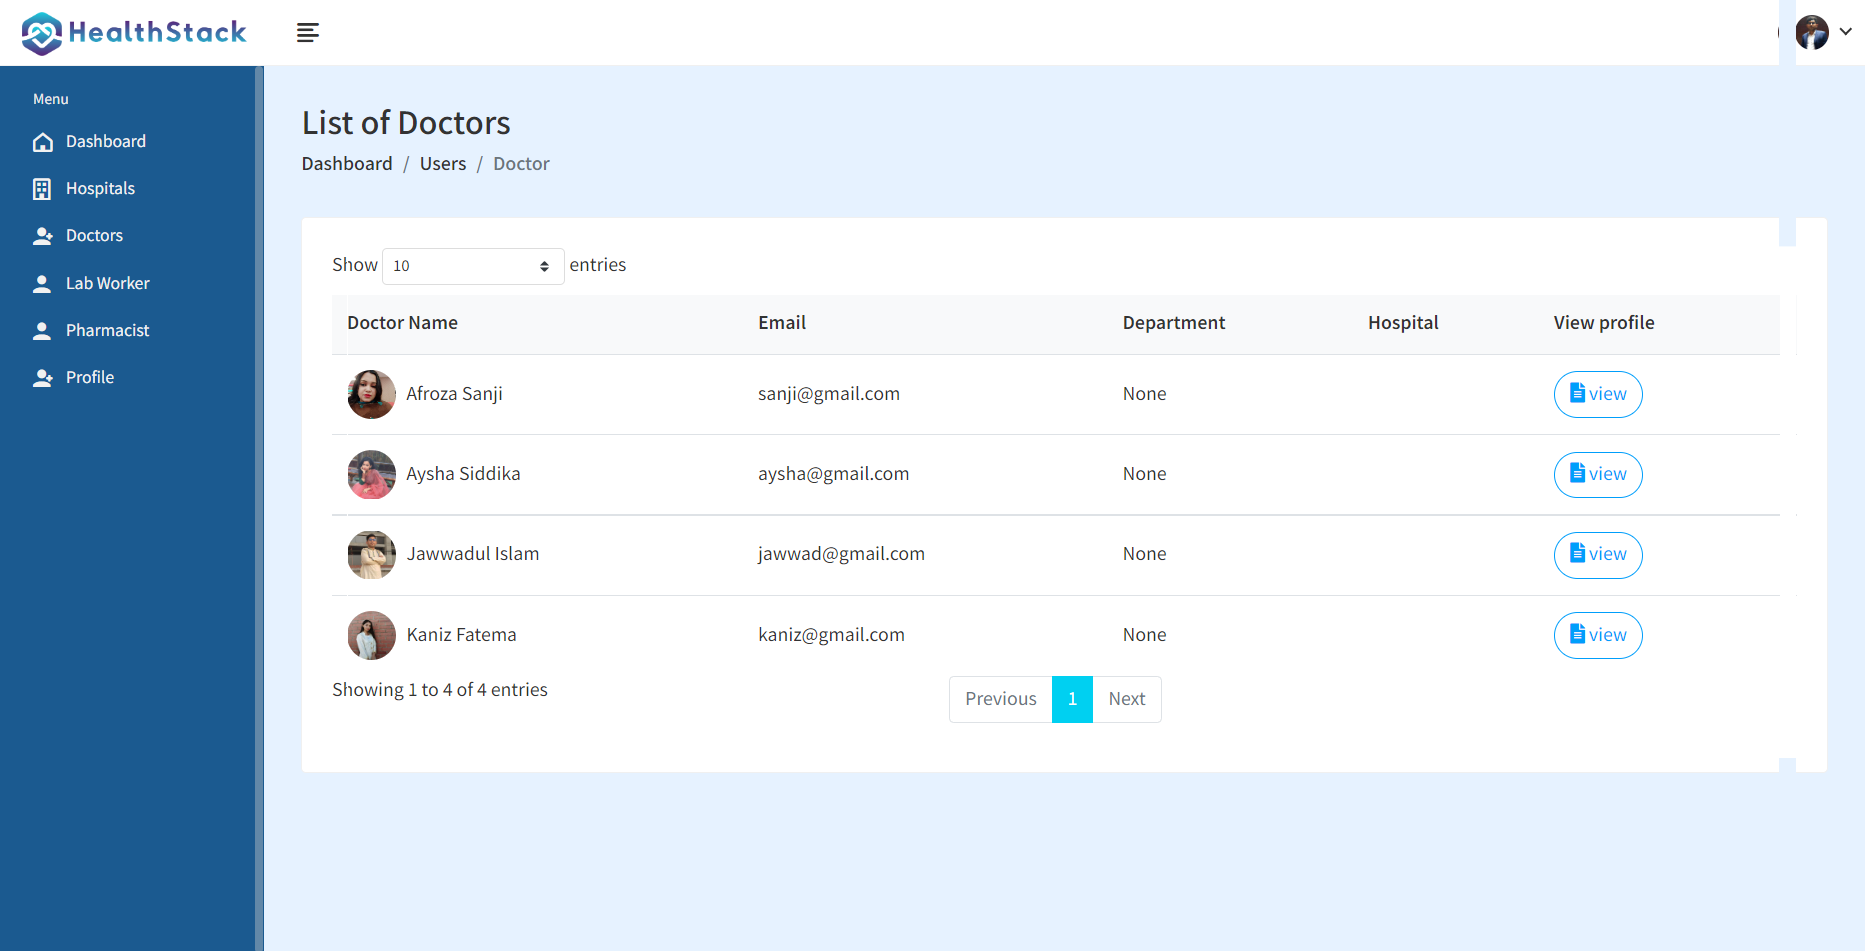 HealthStack
Menu
Dashboard
Hospitals
Doctors
Lab Worker
Pharmacist
Profile
List of Doctors
Dashboard / Users / Doctor
Show 10 entries
Doctor Name Email Department Hospital View profile
Afroza Sanji sanji@gmail.com None view
Aysha Siddika aysha@gmail.com None view
Jawwadul Islam jawwad@gmail.com None view
Kaniz Fatema kaniz@gmail.com None view
Showing 1 to 4 of 4 entries
Previous 1 Next